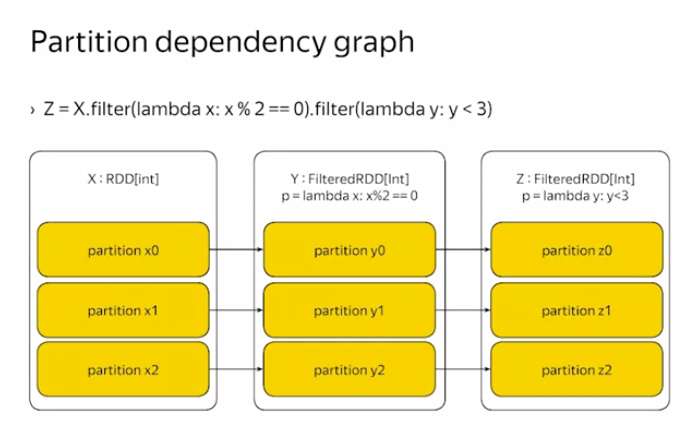 Partition dependency graph
› Z = X.filter(lambda x: x % 2 == 0).filter(lambda y: y < 3)
X : RDD[int]
partition x0
partition x1
partition x2
Y : FilteredRDD[Int]
p = lambda x: x%2 == 0
partition y0
partition y1
partition y2
Z : FilteredRDD[Int]
p = lambda y: y<3
partition z0
partition z1
partition z2